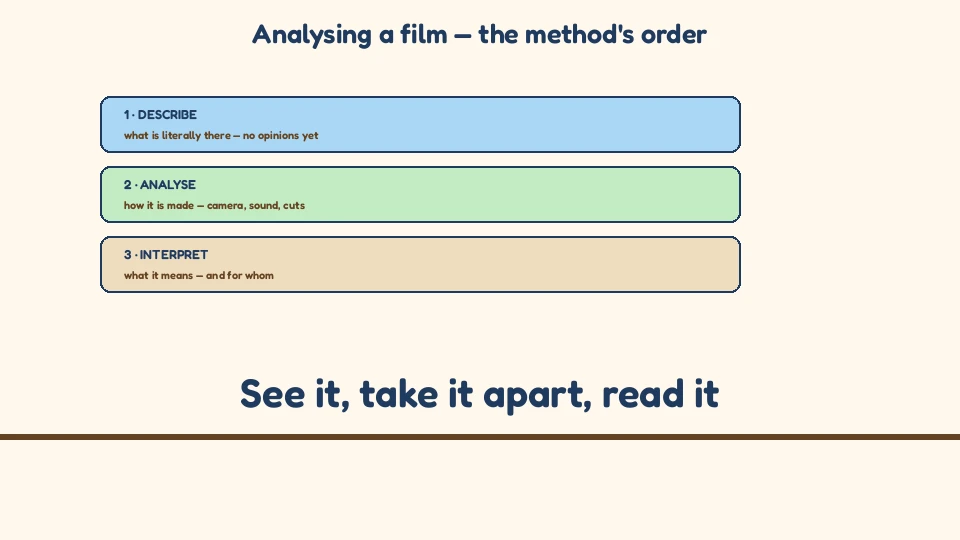 Analysing a film — the method's order
1 · DESCRIBE
what is literally there — no opinions yet
2 · ANALYSE
how it is made — camera, sound, cuts
3 · INTERPRET
what it means — and for whom
See it, take it apart, read it